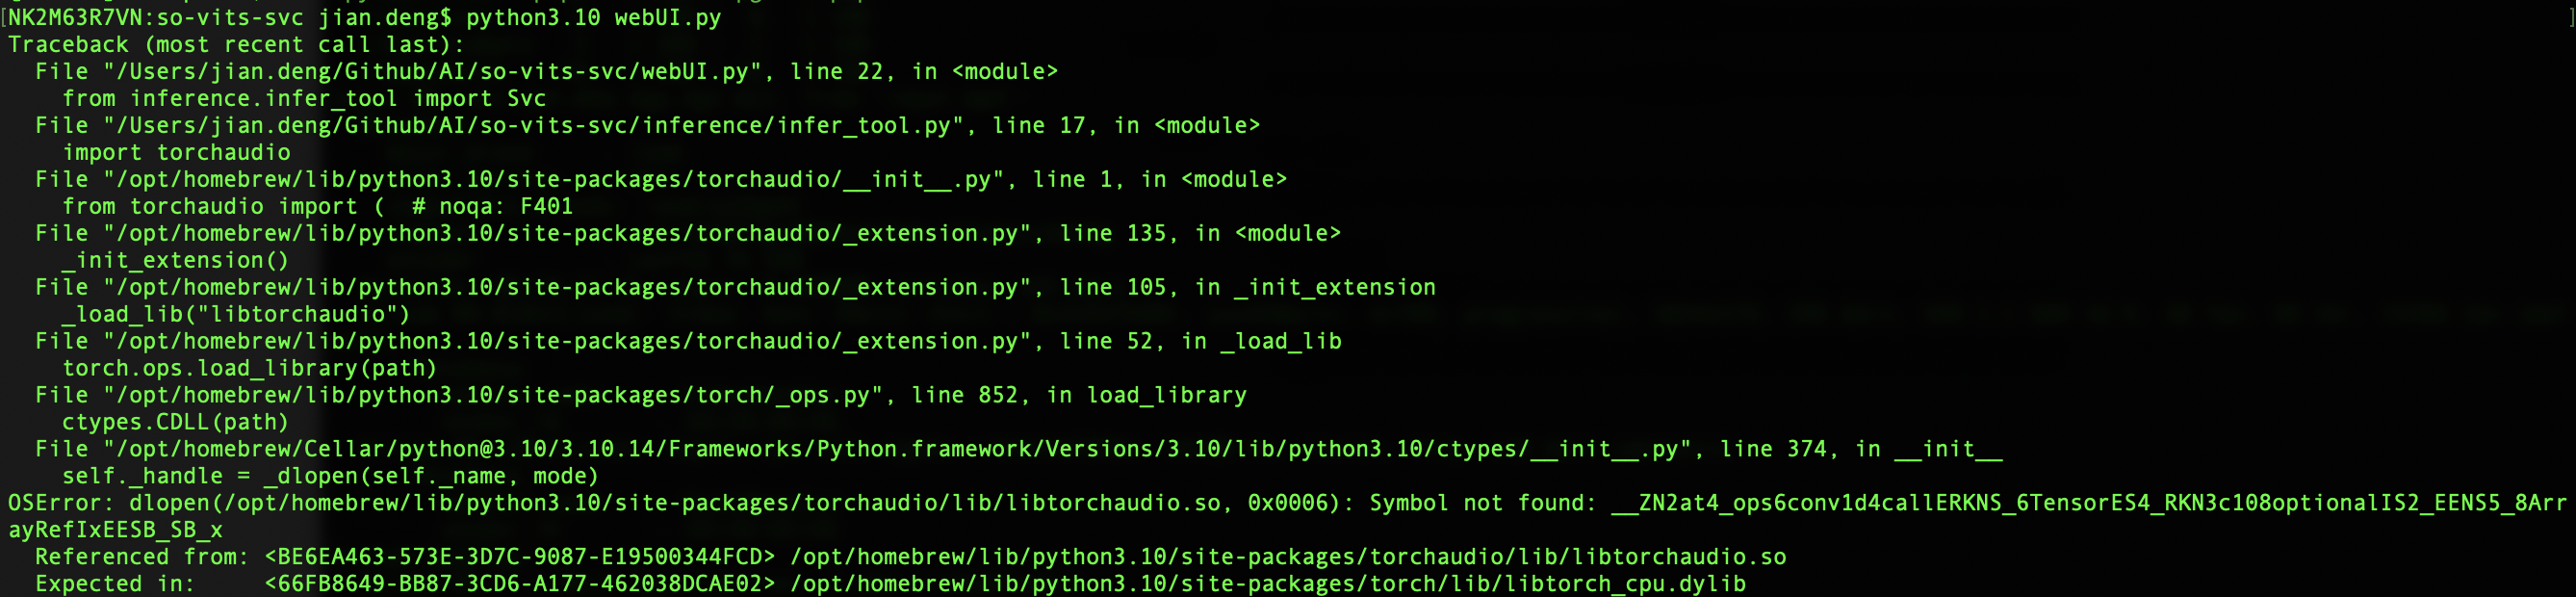 [NK2M63R7VN:so-vits-svc jian.deng$ python3.10 webUI.py ]
Traceback (most recent call last):
  File "/Users/jian.deng/Github/AI/so-vits-svc/webUI.py", line 22, in <module>
    from inference.infer_tool import Svc
  File "/Users/jian.deng/Github/AI/so-vits-svc/inference/infer_tool.py", line 17, in <module>
    import torchaudio
  File "/opt/homebrew/lib/python3.10/site-packages/torchaudio/__init__.py", line 1, in <module>
    from torchaudio import (  # noqa: F401
  File "/opt/homebrew/lib/python3.10/site-packages/torchaudio/_extension.py", line 135, in <module>
    _init_extension()
  File "/opt/homebrew/lib/python3.10/site-packages/torchaudio/_extension.py", line 105, in _init_extension
    _load_lib("libtorchaudio")
  File "/opt/homebrew/lib/python3.10/site-packages/torchaudio/_extension.py", line 52, in _load_lib
    torch.ops.load_library(path)
  File "/opt/homebrew/lib/python3.10/site-packages/torch/_ops.py", line 852, in load_library
    ctypes.CDLL(path)
  File "/opt/homebrew/Cellar/python@3.10/3.10.14/Frameworks/Python.framework/Versions/3.10/lib/python3.10/ctypes/__init__.py", line 374, in __init__
    self._handle = _dlopen(self._name, mode)
OSError: dlopen(/opt/homebrew/lib/python3.10/site-packages/torchaudio/lib/libtorchaudio.so, 0x0006): Symbol not found: __ZN2at4_ops6conv1d4callERKNS_6TensorES4_RKN3c108optionalIS2_EENS5_8Arr
ayRefIxEESB_SB_x
  Referenced from: <BE6EA463-573E-3D7C-9087-E19500344FCD> /opt/homebrew/lib/python3.10/site-packages/torchaudio/lib/libtorchaudio.so
  Expected in:     <66FB8649-BB87-3CD6-A177-462038DCAE02> /opt/homebrew/lib/python3.10/site-packages/torch/lib/libtorch_cpu.dylib